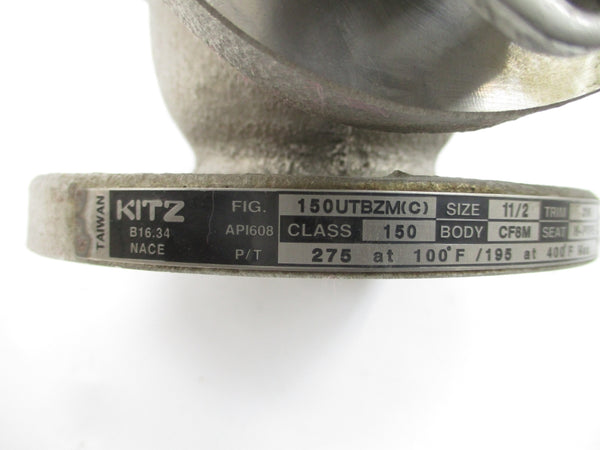 TAIWAN
KITZ FIG. 150UTBZM(C) SIZE 11/2 TRIM
B16.34 API608 CLASS 150 BODY CF8M SEAT
NACE P/T 275 at 100°F /195 at 400°F